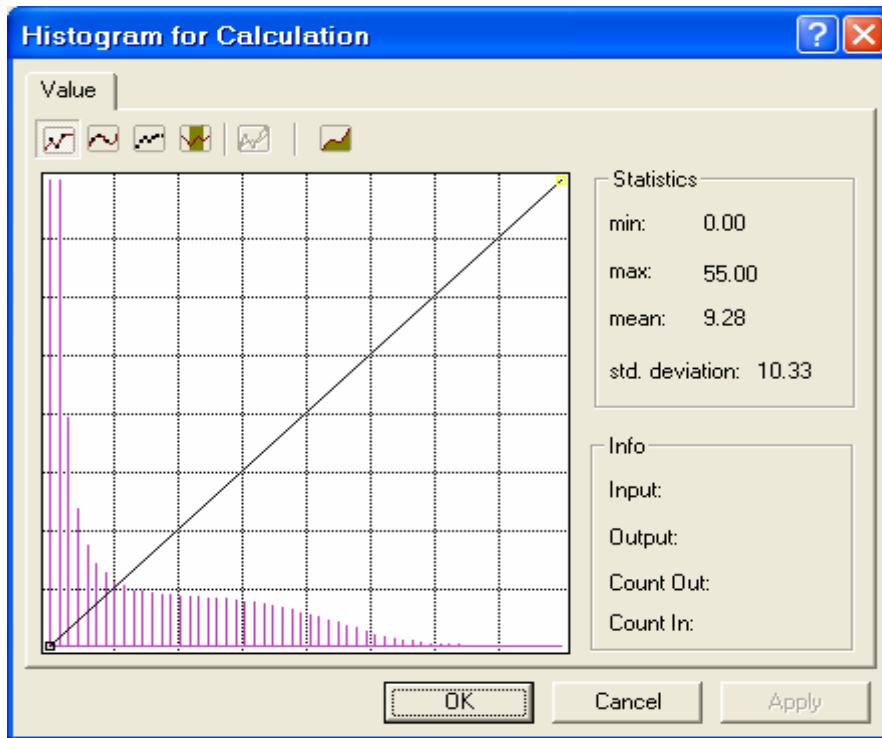 Histogram for Calculation
Value
Statistics
min: 0.00
max: 55.00
mean: 9.28
std. deviation: 10.33
Info
Input:
Output:
Count Out:
Count In:
OK Cancel Apply